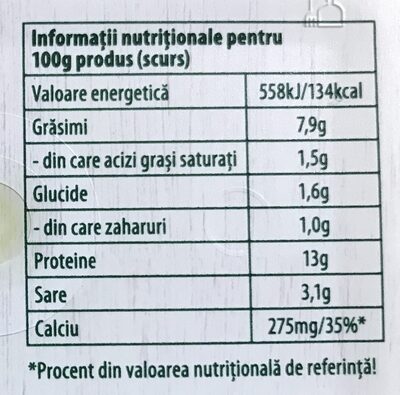 Informații nutriționale pentru
100g produs (scurs)
Valoare energetică 558kJ/134kcal
Grăsimi 7,9g
- din care acizi grași saturați 1,5g
Glucide 1,6g
- din care zaharuri 1,0g
Proteine 13g
Sare 3,1g
Calciu 275mg/35%*
*Procent din valoarea nutrițională de referință!